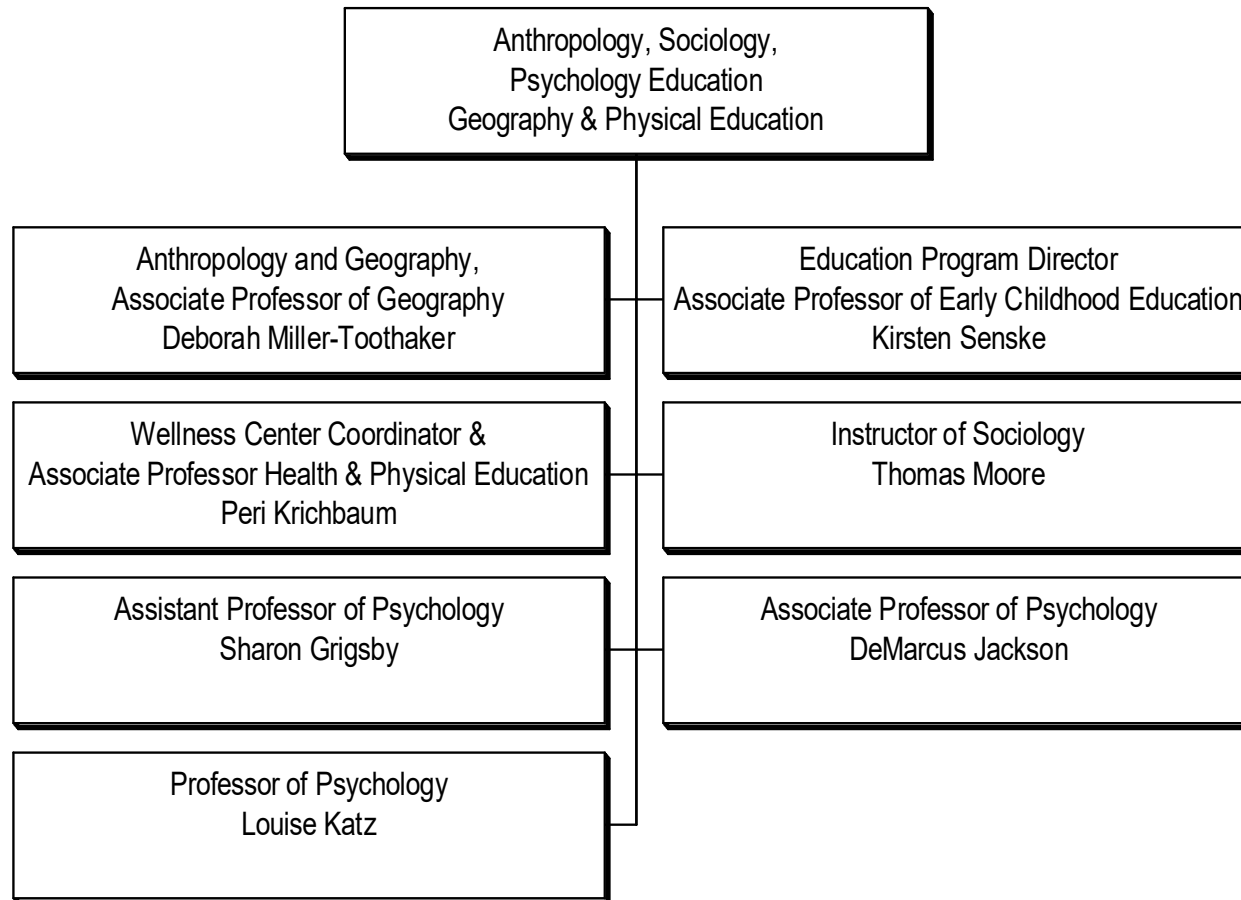 Anthropology, Sociology,
Psychology Education
Geography & Physical Education
Anthropology and Geography,
Associate Professor of Geography
Deborah Miller-Toothaker
Education Program Director
Associate Professor of Early Childhood Education
Kirsten Senske
Wellness Center Coordinator &
Associate Professor Health & Physical Education
Peri Krichbaum
Instructor of Sociology
Thomas Moore
Assistant Professor of Psychology
Sharon Grigsby
Associate Professor of Psychology
DeMarcus Jackson
Professor of Psychology
Louise Katz